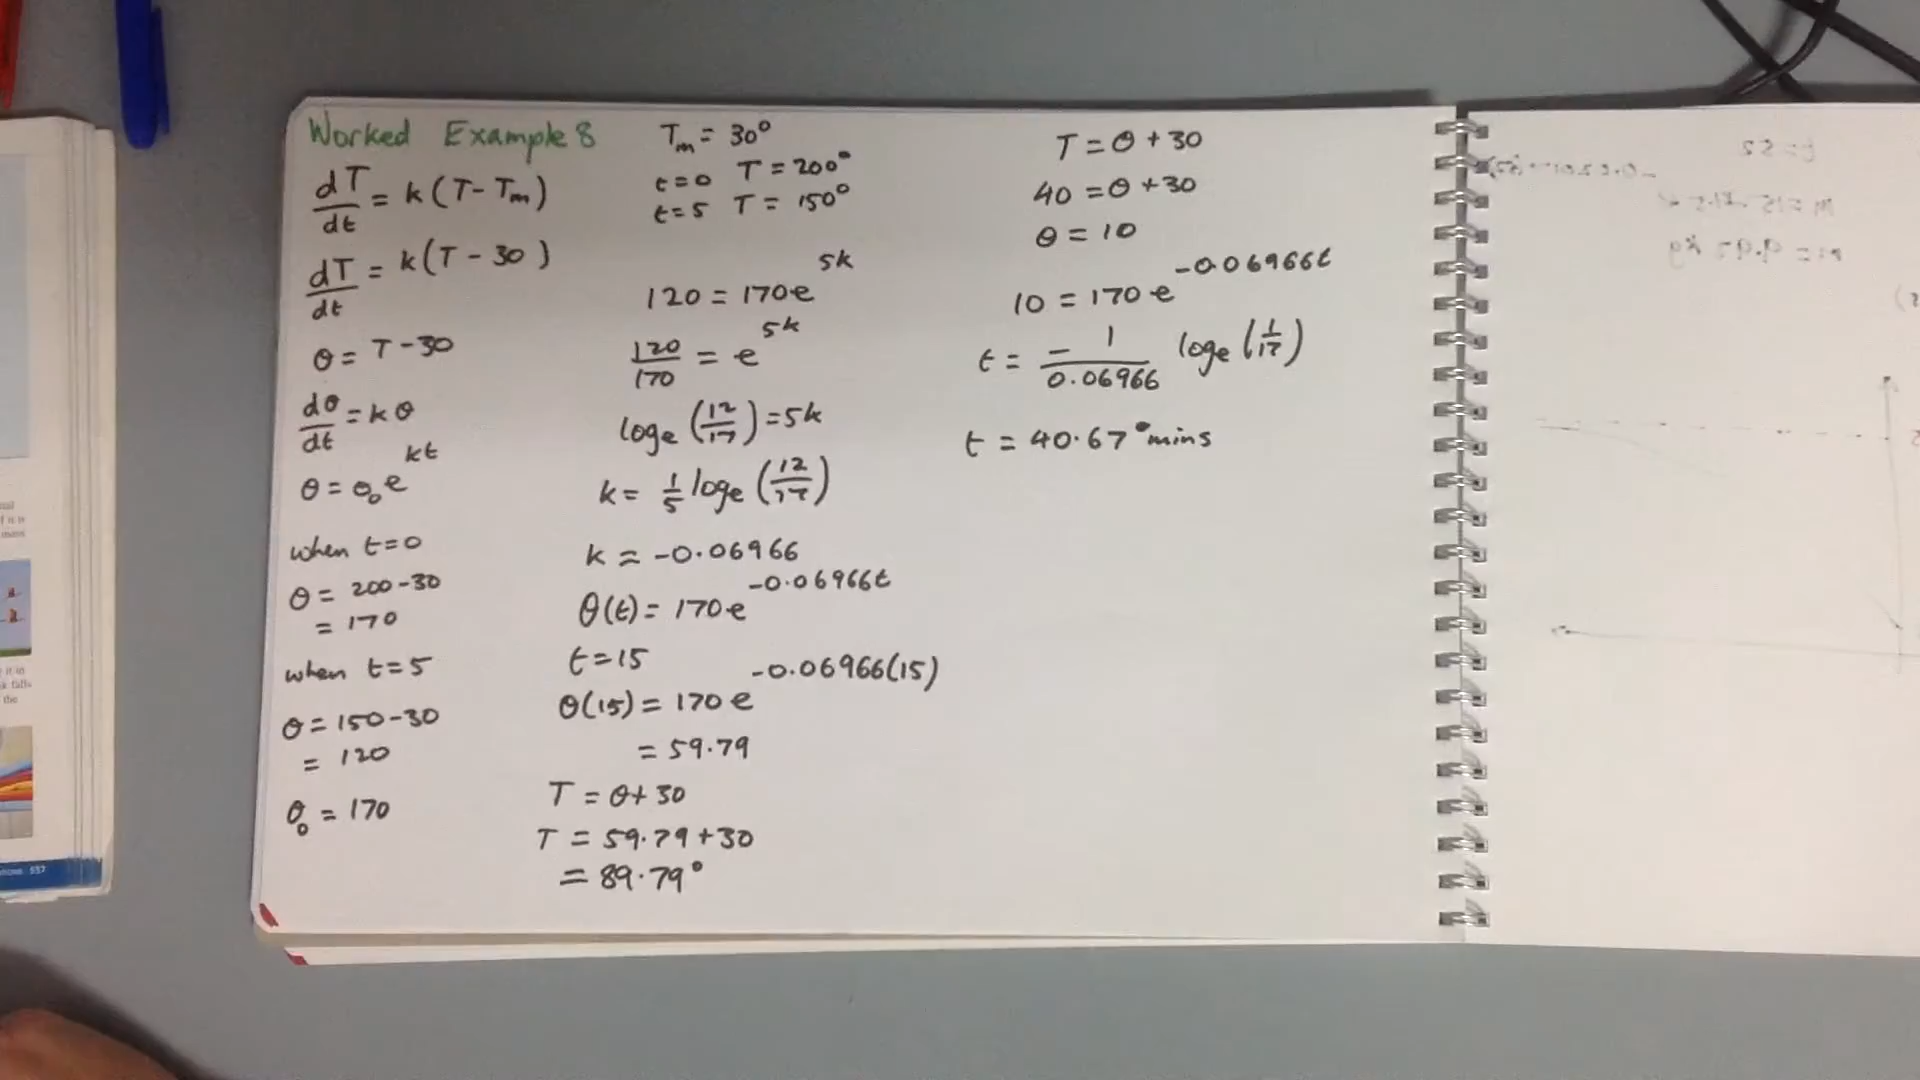 Worked Example 8
dT/dt = k(T - Tm)
dT/dt = k(T - 30)
θ = T - 30
dθ/dt = kθ
θ = θ₀e^kt
when t=0
θ = 200 - 30
= 170
when t = 5
θ = 150 - 30
= 120
θ₀ = 170
Tm = 30°
t=0 T = 200°
t=5 T = 150°
120 = 170e^5k
120/170 = e^5k
loge (12/17) = 5k
k = 1/5 loge (12/17)
k = -0.06966
θ(t) = 170e^-0.06966t
t=15
θ(15) = 170e^-0.06966(15)
= 59.79
T = θ+30
T = 59.79+30
= 89.79°
T = θ + 30
40 = θ + 30
θ = 10
10 = 170e^-0.06966t
t = - 1/0.06966 loge (1/17)
t = 40.67 mins
557